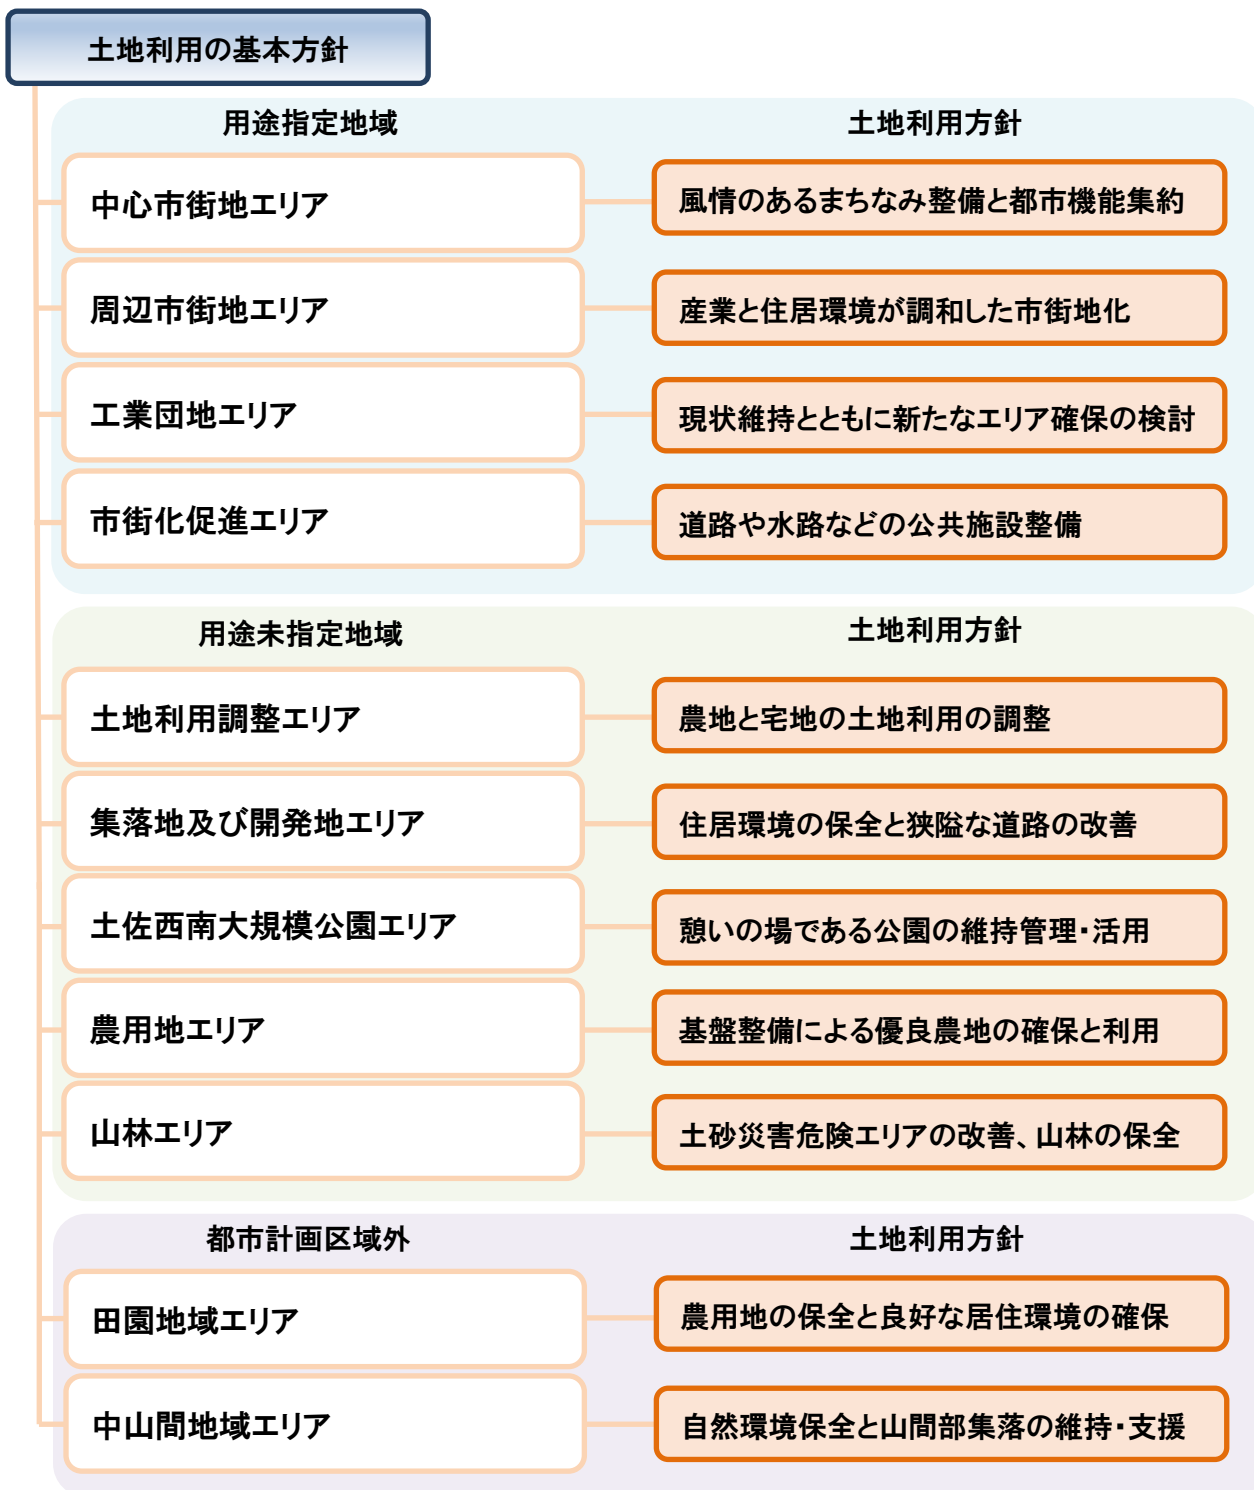 土地利用の基本方針
用途指定地域
土地利用方針
中心市街地エリア
風情のあるまちなみ整備と都市機能集約
周辺市街地エリア
産業と住居環境が調和した市街地化
工業団地エリア
現状維持とともに新たなエリア確保の検討
市街化促進エリア
道路や水路などの公共施設整備
用途未指定地域
土地利用方針
土地利用調整エリア
農地と宅地の土地利用の調整
集落地及び開発地エリア
住居環境の保全と狭隘な道路の改善
土佐西南大規模公園エリア
憩いの場である公園の維持管理・活用
農用地エリア
基盤整備による優良農地の確保と利用
山林エリア
土砂災害危険エリアの改善、山林の保全
都市計画区域外
土地利用方針
田園地域エリア
農用地の保全と良好な居住環境の確保
中山間地域エリア
自然環境保全と山間部集落の維持・支援